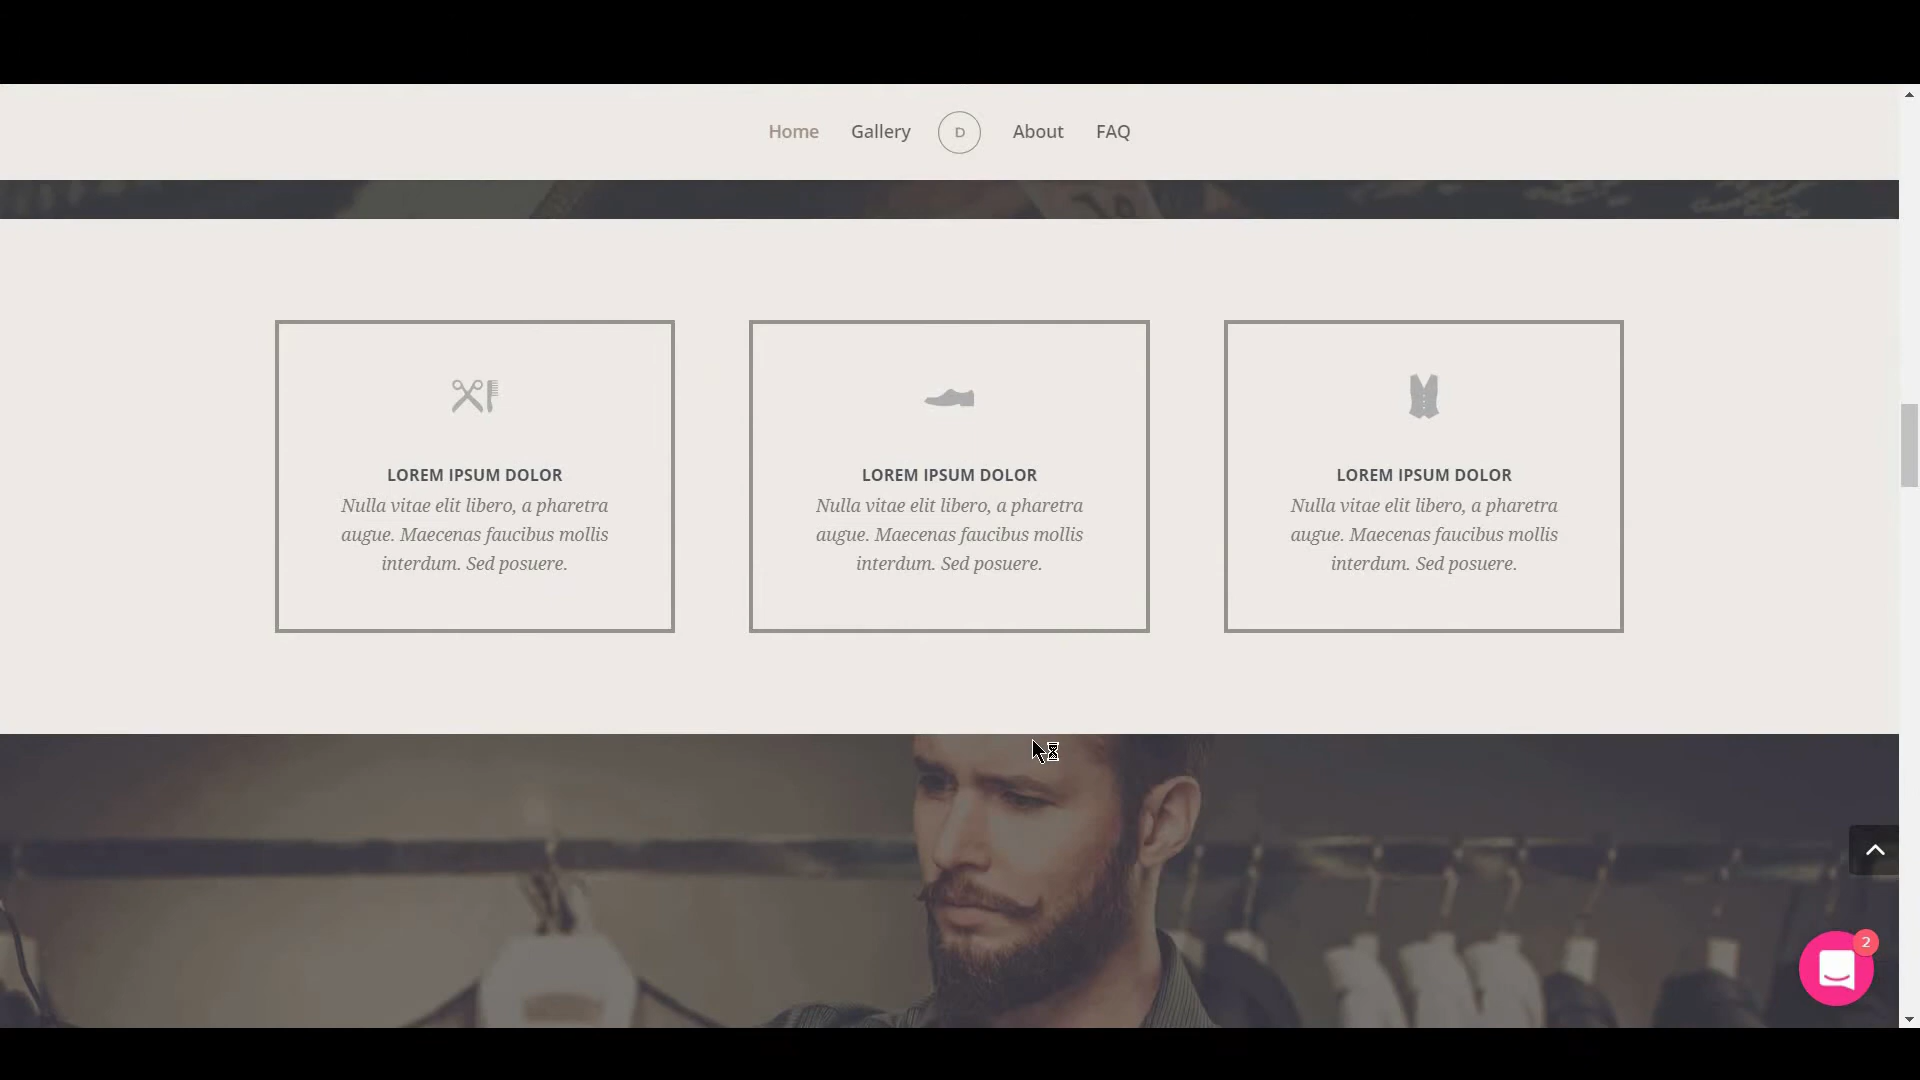 Home Gallery D About FAQ
LOREM IPSUM DOLOR
Nulla vitae elit libero, a pharetra
augue. Maecenas faucibus mollis
interdum. Sed posuere.
LOREM IPSUM DOLOR
Nulla vitae elit libero, a pharetra
augue. Maecenas faucibus mollis
interdum. Sed posuere.
LOREM IPSUM DOLOR
Nulla vitae elit libero, a pharetra
augue. Maecenas faucibus mollis
interdum. Sed posuere.
2